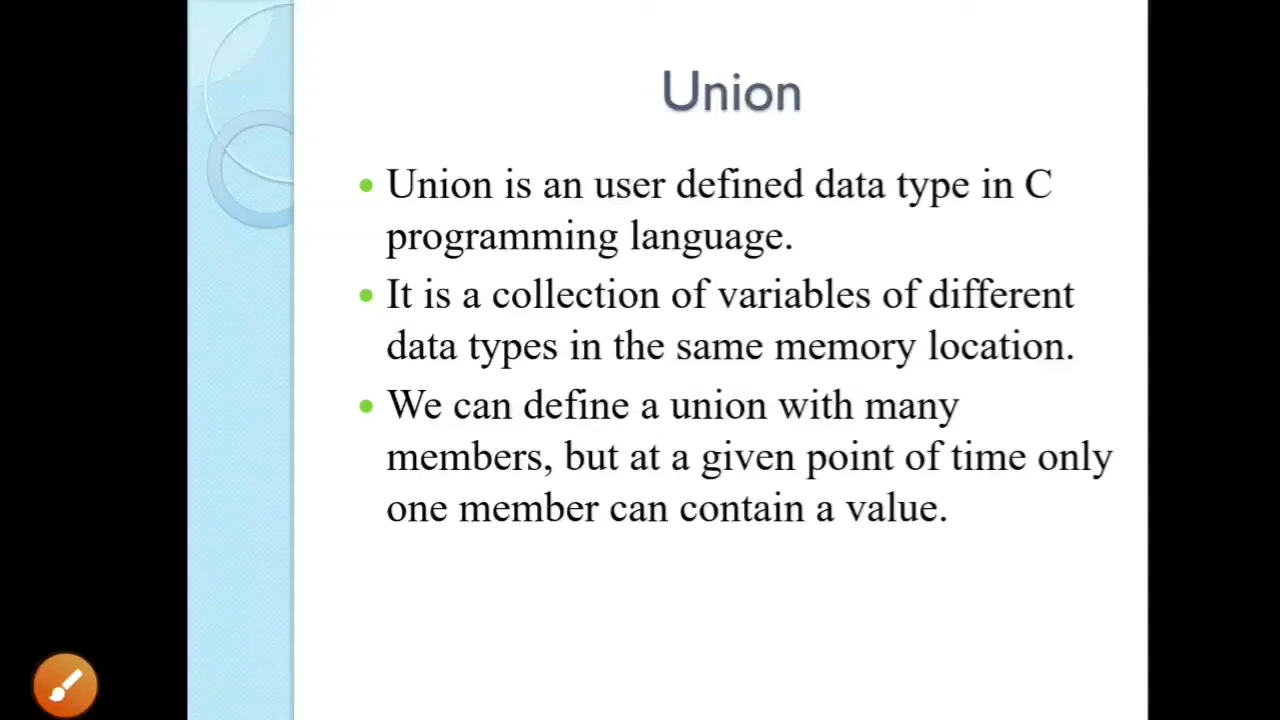 Union
• Union is an user defined data type in C
programming language.
• It is a collection of variables of different
data types in the same memory location.
• We can define a union with many
members, but at a given point of time only
one member can contain a value.